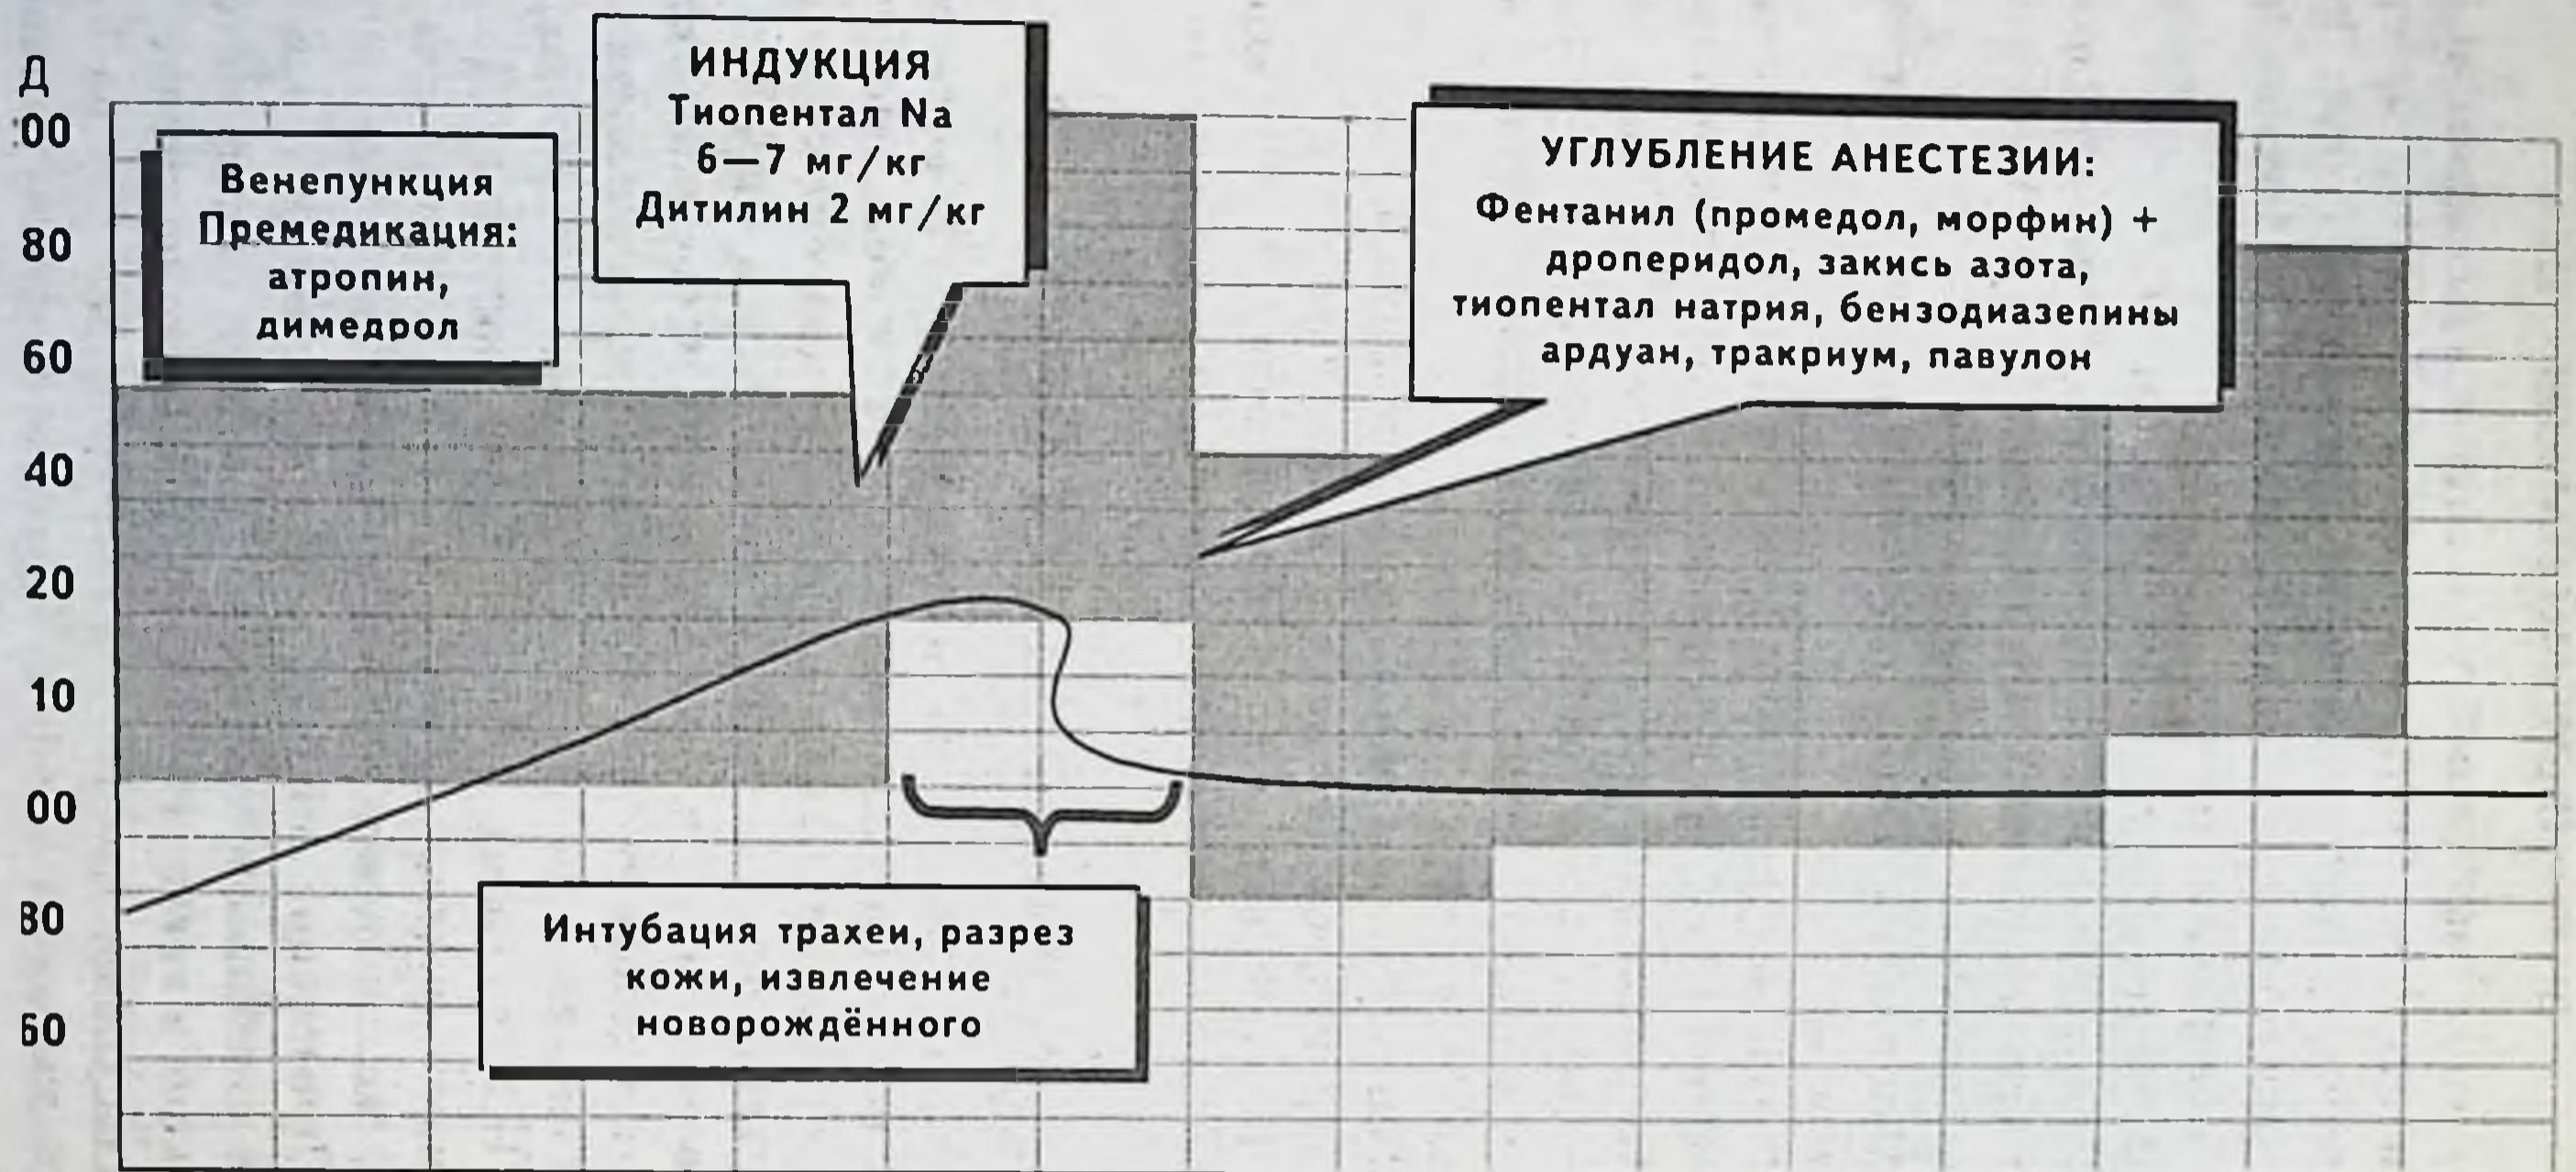 Д
00
80
60
40
20
10
00
80
60
Венепункция
Премедикация:
атропин,
димедрол
ИНДУКЦИЯ
Тиопентал Na
6—7 мг/кг
Дитилин 2 мг/кг
УГЛУБЛЕНИЕ АНЕСТЕЗИИ:
Фентанил (промедол, морфин) +
дроперидол, закись азота,
тиопентал натрия, бензодиазепины
ардуан, тракриум, павулон
Интубация трахеи, разрез
кожи, извлечение
новорождённого